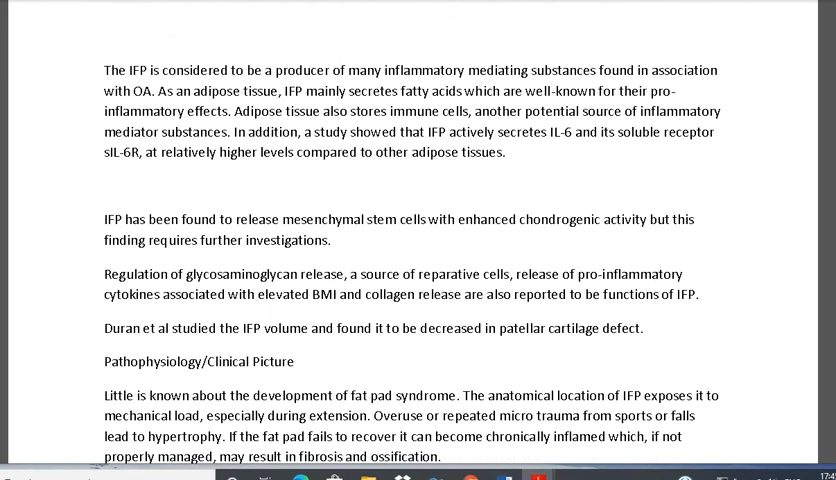 The IFP is considered to be a producer of many inflammatory mediating substances found in association
with OA. As an adipose tissue, IFP mainly secretes fatty acids which are well-known for their pro-
inflammatory effects. Adipose tissue also stores immune cells, another potential source of inflammatory
mediator substances. In addition, a study showed that IFP actively secretes IL-6 and its soluble receptor
sIL-6R, at relatively higher levels compared to other adipose tissues.
IFP has been found to release mesenchymal stem cells with enhanced chondrogenic activity but this
finding requires further investigations.
Regulation of glycosaminoglycan release, a source of reparative cells, release of pro-inflammatory
cytokines associated with elevated BMI and collagen release are also reported to be functions of IFP.
Duran et al studied the IFP volume and found it to be decreased in patellar cartilage defect.
Pathophysiology/Clinical Picture
Little is known about the development of fat pad syndrome. The anatomical location of IFP exposes it to
mechanical load, especially during extension. Overuse or repeated micro trauma from sports or falls
lead to hypertrophy. If the fat pad fails to recover it can become chronically inflamed which, if not
properly managed, may result in fibrosis and ossification.